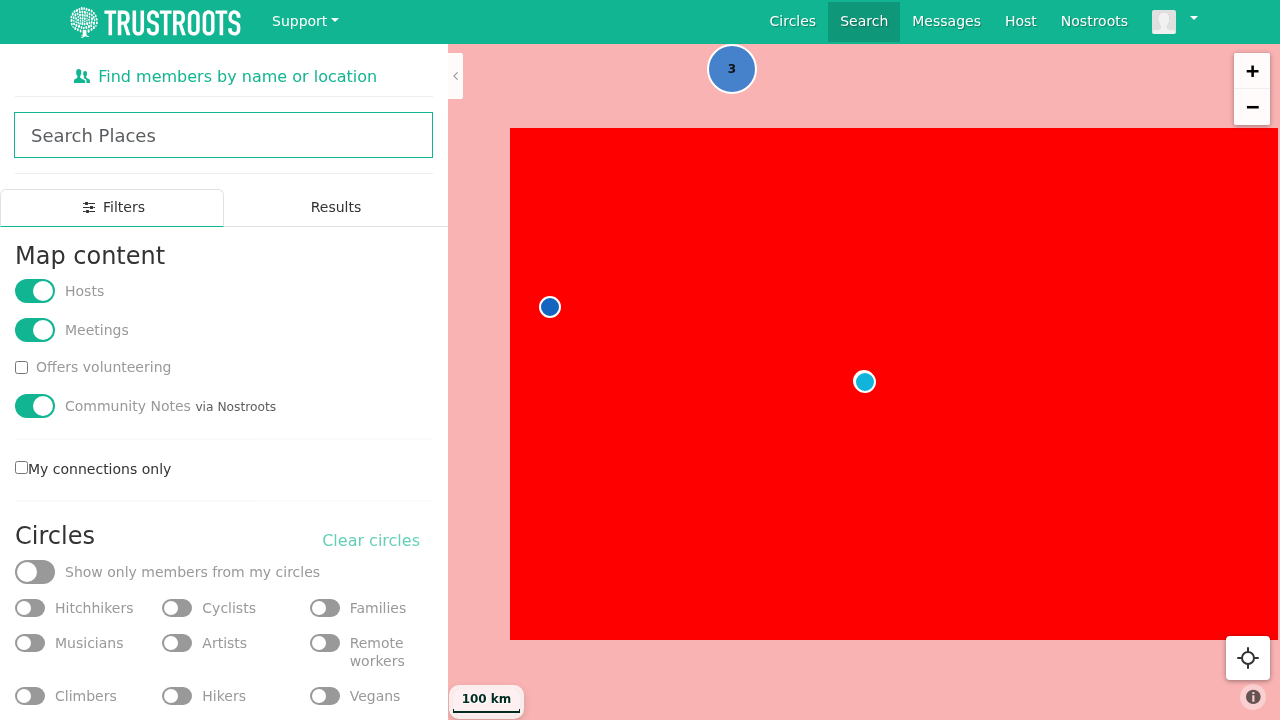 TRUSTROOTS
Support
Circles
Search
Messages
Host
Nostroots
Find members by name or location
Search Places
Filters
Results
Map content
Hosts
Meetings
Offers volunteering
Community Notes via Nostroots
My connections only
Circles
Clear circles
Show only members from my circles
Hitchhikers
Cyclists
Families
Musicians
Artists
Remote
workers
Climbers
Hikers
Vegans
3
+
−
100 km